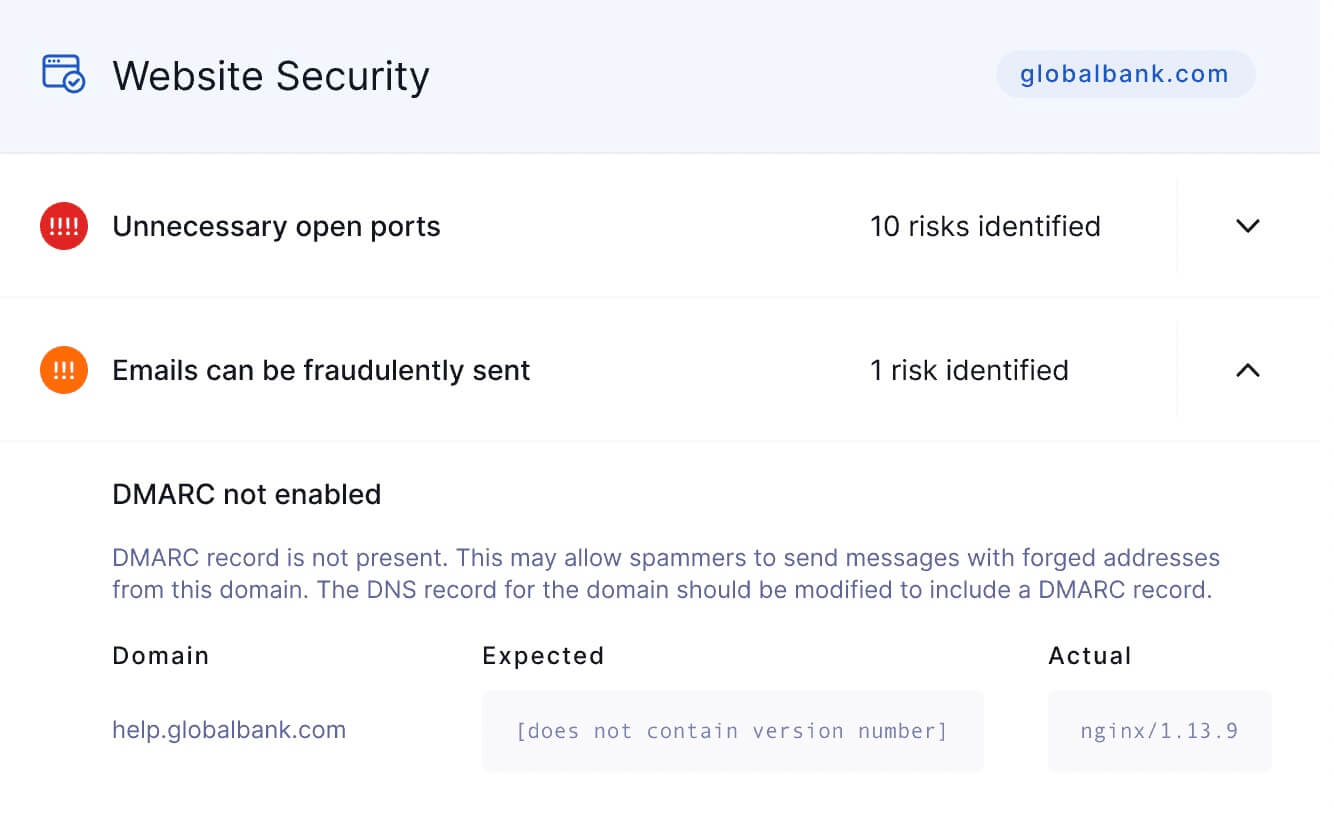 Website Security
globalbank.com
!!!! Unnecessary open ports 10 risks identified
!!! Emails can be fraudulently sent 1 risk identified
DMARC not enabled
DMARC record is not present. This may allow spammers to send messages with forged addresses
from this domain. The DNS record for the domain should be modified to include a DMARC record.
Domain Expected Actual
help.globalbank.com [does not contain version number] nginx/1.13.9